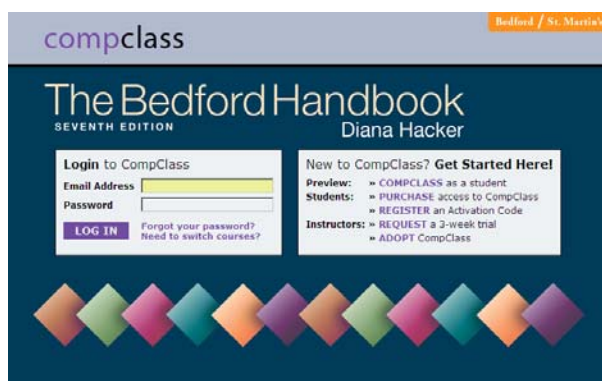 Bedford / St. Martin's
compclass
The Bedford Handbook
SEVENTH EDITION
Diana Hacker
Login to CompClass
Email Address
Password
LOG IN
Forgot your password?
Need to switch courses?
New to CompClass? Get Started Here!
Preview: » COMPCLASS as a student
Students: » PURCHASE access to CompClass
» REGISTER an Activation Code
Instructors: » REQUEST a 3-week trial
» ADOPT CompClass